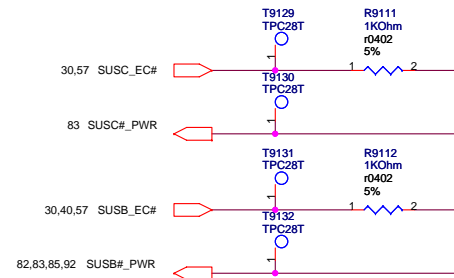 T9129
TPC28T
R9111
1KOhm
r0402
5%
1
1
2
30,57 SUSC_EC#
T9130
TPC28T
1
83 SUSC#_PWR
T9131
TPC28T
R9112
1KOhm
r0402
5%
1
1
2
30,40,57 SUSB_EC#
T9132
TPC28T
1
82,83,85,92 SUSB#_PWR